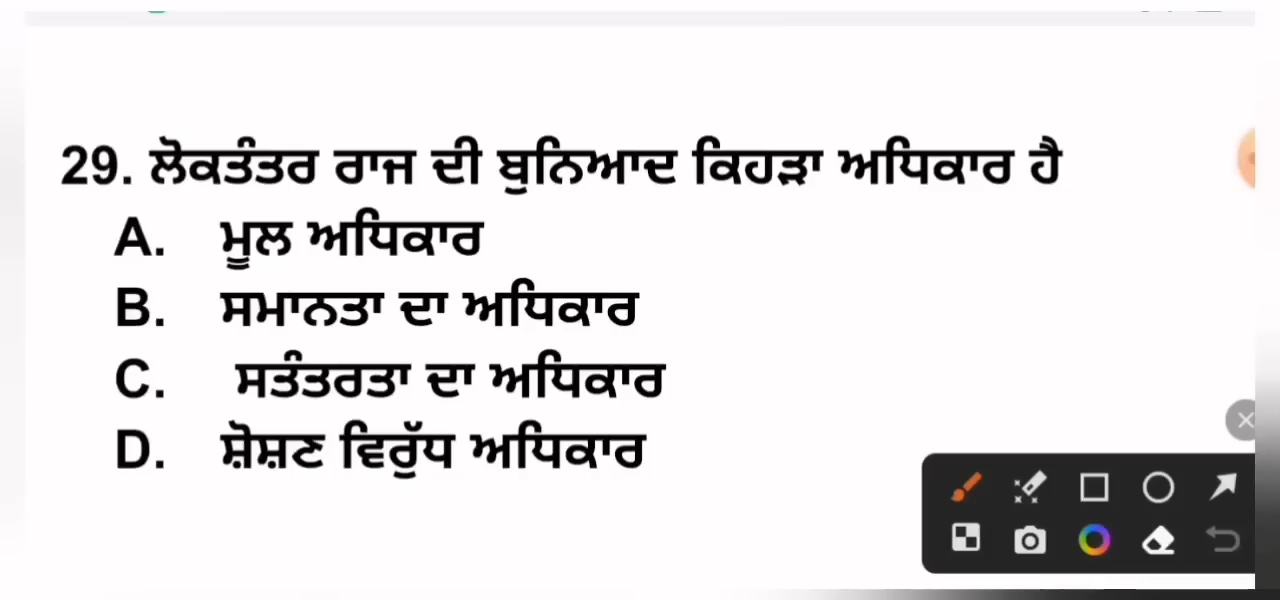 29. ਲੋਕਤੰਤਰ ਰਾਜ ਦੀ ਬੁਨਿਆਦ ਕਿਹੜਾ ਅਧਿਕਾਰ ਹੈ
A. ਮੂਲ ਅਧਿਕਾਰ
B. ਸਮਾਨਤਾ ਦਾ ਅਧਿਕਾਰ
C. ਸਤੰਤਰਤਾ ਦਾ ਅਧਿਕਾਰ
D. ਸ਼ੋਸ਼ਣ ਵਿਰੁੱਧ ਅਧਿਕਾਰ